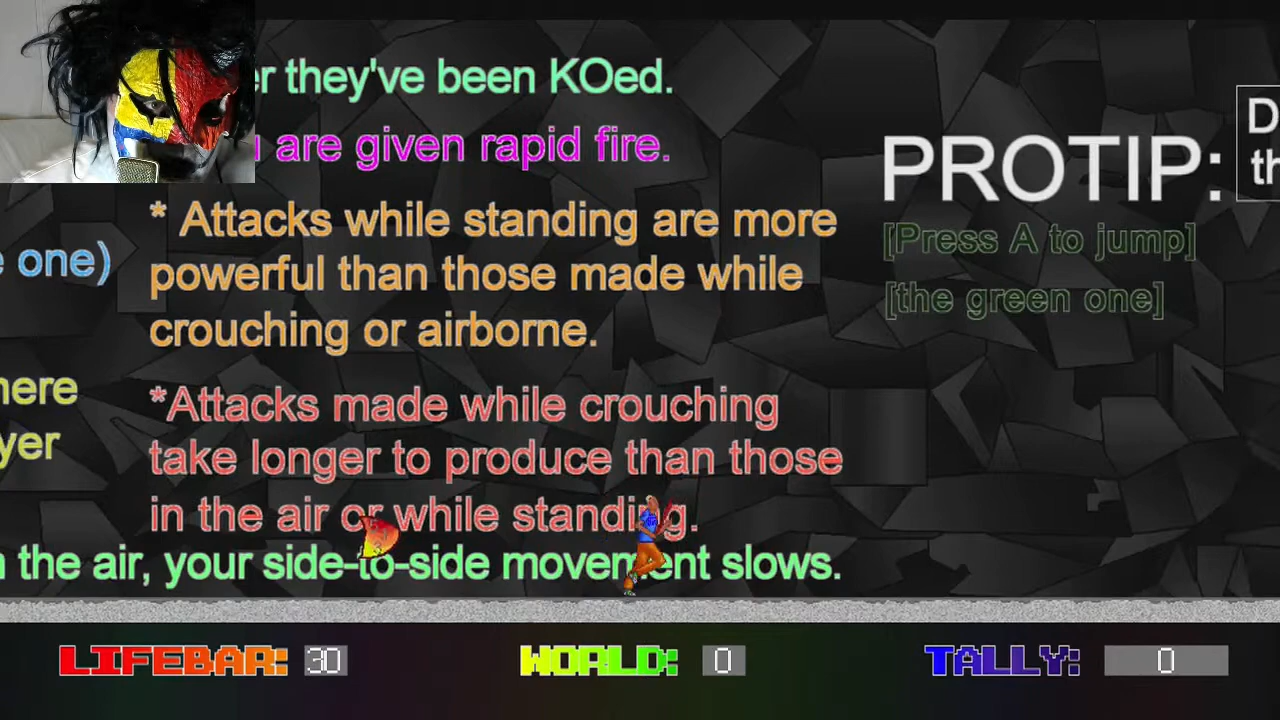 they've been KOed.
are given rapid fire.
* Attacks while standing are more
powerful than those made while
crouching or airborne.
one)
*Attacks made while crouching
take longer to produce than those
in the air or while standing.
the air, your side-to-side movement slows.
PROTIP:
[Press A to jump]
[the green one]
LIFEBAR: 30
WORLD: 0
TALLY: 0